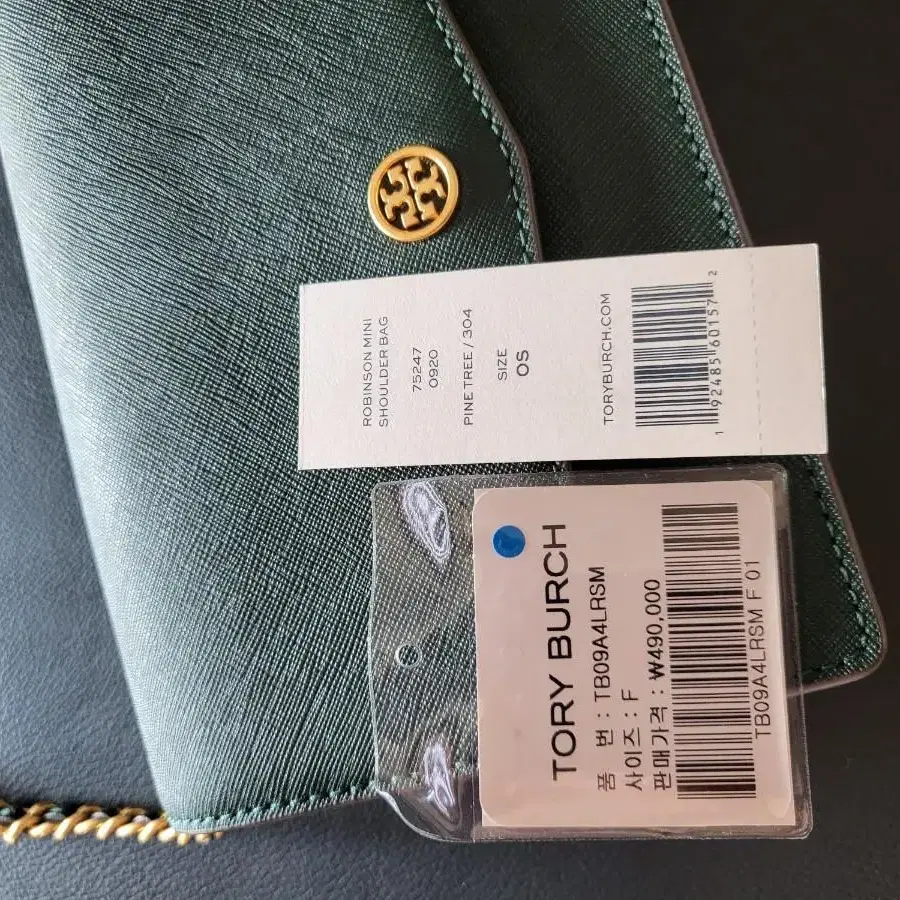 ROBINSON MINI
SHOULDER BAG
75247
0920
PINE TREE / 304
SIZE
OS
TORYBURCH.COM
1 92485 60157 2
TORY BURCH
품 번 : TB09A4LRSM
사이즈 : F
판매가격 : ₩490,000
TB09A4LRSM F 01